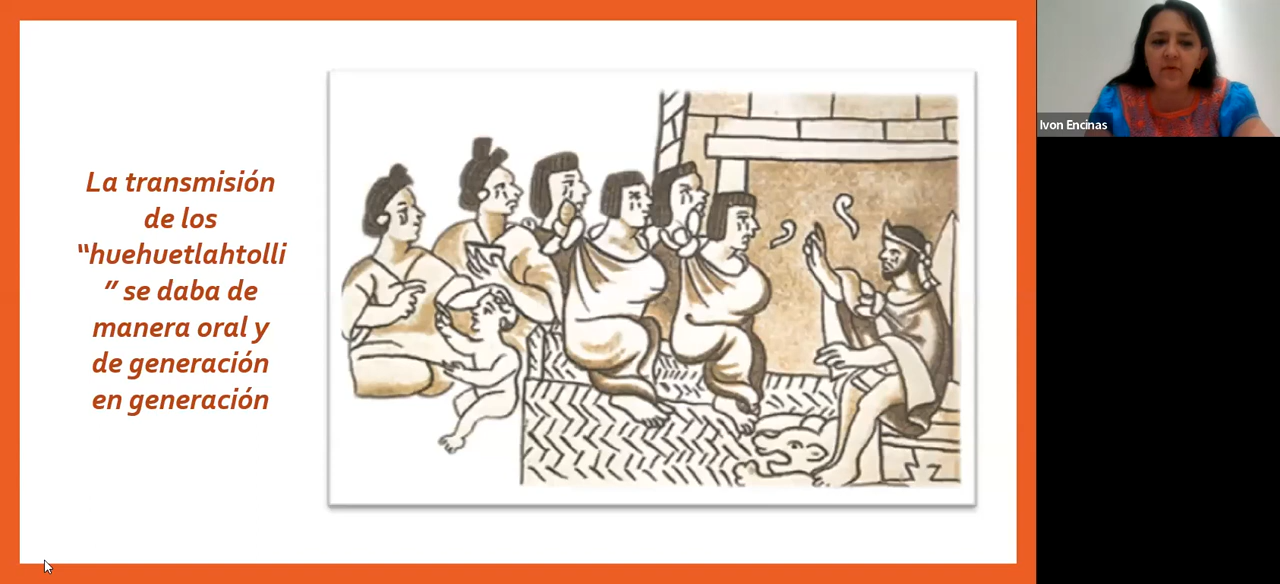 La transmisión
de los
“huehuetlahtolli
” se daba de
manera oral y
de generación
en generación
Ivon Encinas